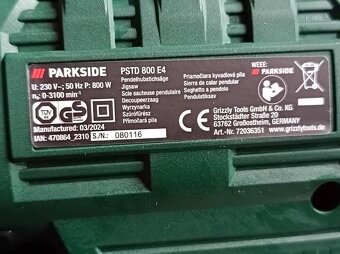 PARKSIDE
PSTD 800 E4
U: 230 V~; 50 Hz P: 800 W
n₀: 0-3100 min⁻¹
Pendelhubstichsäge
Jigsaw
Scie sauteuse pendulaire
Decoupeerzaag
Wyrzynarka
Přímočará pila
Priamočiara kyvadlová píla
Sierra de calar pendular
Seghetto a pendolo
Pendulstiksav
WEEE:
PARKSIDE
TÜV
GS
CE
Manufactured: 03/2024
IAN: 470864_2310
S/N.: 080116
Grizzly Tools GmbH & Co. KG
Stockstädter Straße 20
63762 Großostheim, GERMANY
Art.-Nr. 72036351
www.grizzlytools.de